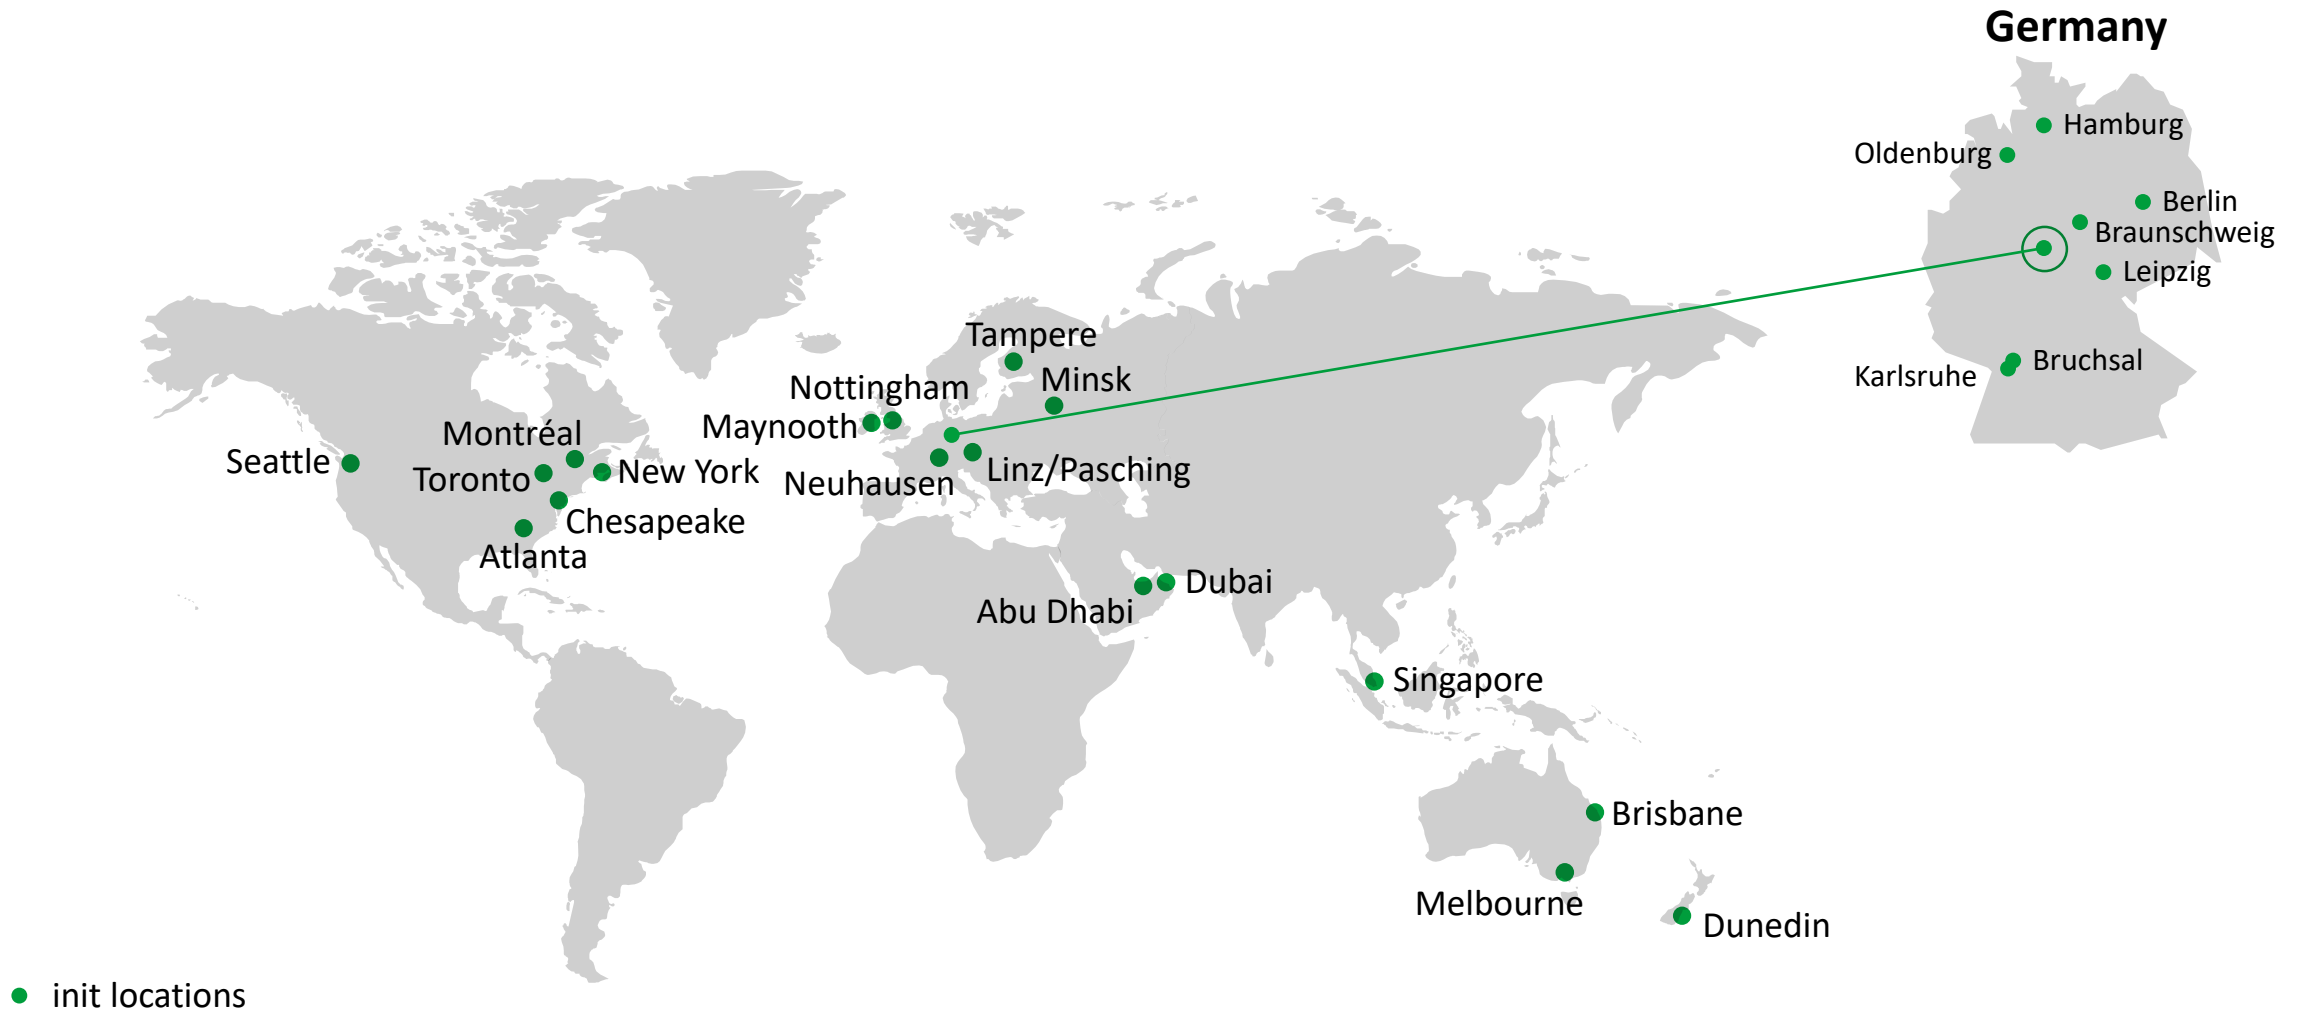 Germany
Hamburg
Oldenburg
Berlin
Braunschweig
Leipzig
Bruchsal
Karlsruhe
Tampere
Minsk
Nottingham
Maynooth
Neuhausen
Linz/Pasching
Montréal
Seattle
Toronto
New York
Chesapeake
Atlanta
Dubai
Abu Dhabi
Singapore
Brisbane
Melbourne
Dunedin
init locations